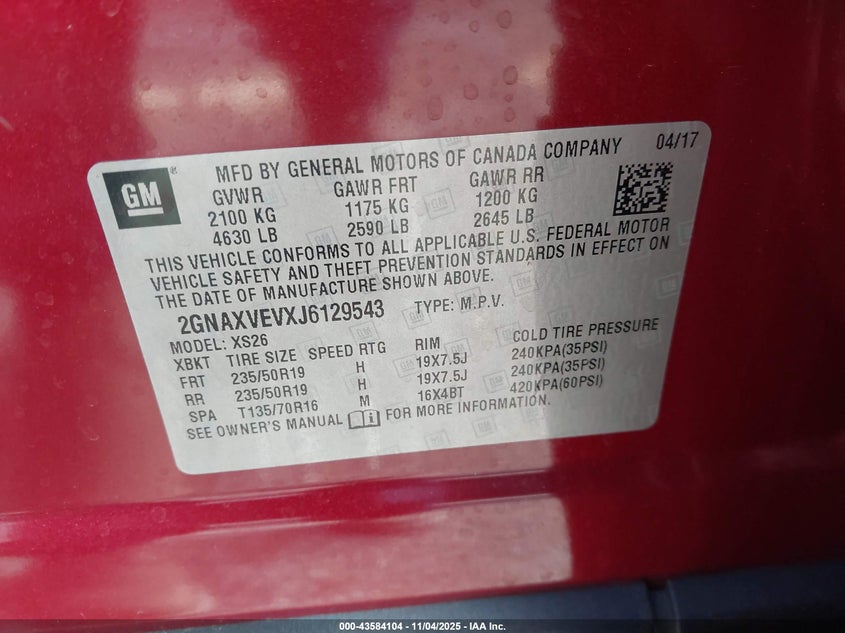 GM
MFD BY GENERAL MOTORS OF CANADA COMPANY 04/17
GVWR GAWR FRT GAWR RR
2100 KG 1175 KG 1200 KG
4630 LB 2590 LB 2645 LB
THIS VEHICLE CONFORMS TO ALL APPLICABLE U.S. FEDERAL MOTOR
VEHICLE SAFETY AND THEFT PREVENTION STANDARDS IN EFFECT ON
THE DATE OF MANUFACTURE SHOWN ABOVE.
2GNAXVEVXJ6129543 TYPE: M.P.V.
MODEL: XS26
XBKT TIRE SIZE SPEED RTG RIM COLD TIRE PRESSURE
FRT 235/50R19 H 19X7.5J 240KPA(35PSI)
RR 235/50R19 H 19X7.5J 240KPA(35PSI)
SPA T135/70R16 M 16X4BT 420KPA(60PSI)
SEE OWNER'S MANUAL FOR MORE INFORMATION.
000-43584104 - 11/04/2025 - IAA Inc.